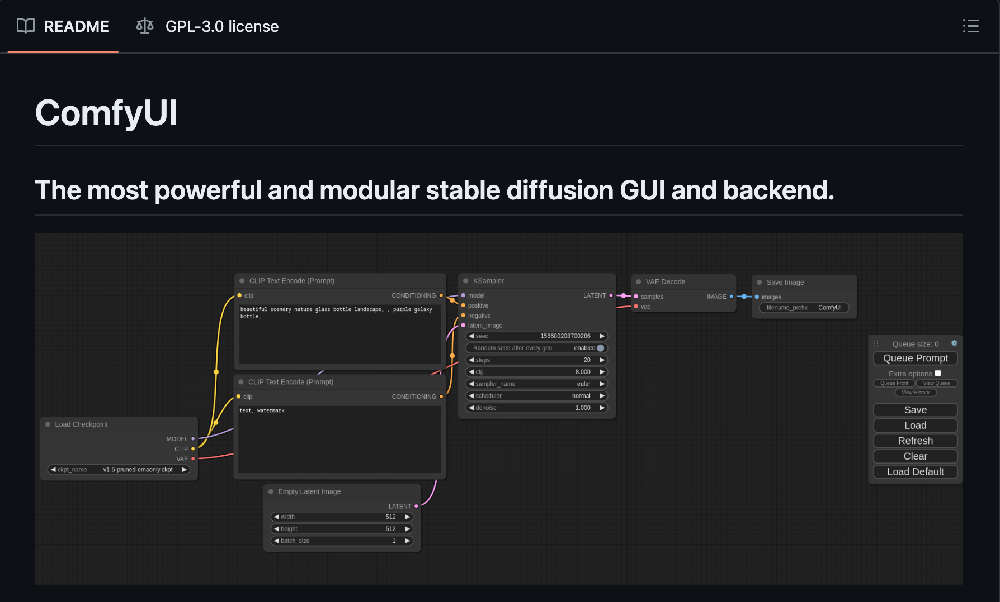 README
GPL-3.0 license
ComfyUI
The most powerful and modular stable diffusion GUI and backend.
CLIP Text Encode (Prompt)
clip
CONDITIONING
beautiful scenery nature glass bottle landscape, , purple galaxy
bottle,
CLIP Text Encode (Prompt)
clip
CONDITIONING
text, watermark
Load Checkpoint
MODEL
CLIP
VAE
ckpt_name v1-5-pruned-emaonly.ckpt
Empty Latent Image
LATENT
width 512
height 512
batch_size 1
KSampler
model
LATENT
positive
negative
latent_image
seed 156680208700286
Random seed after every gen enabled
steps 20
cfg 8.000
sampler_name euler
scheduler normal
denoise 1.000
VAE Decode
samples
IMAGE
vae
Save Image
images
filename_prefix ComfyUI
Queue size: 0
Queue Prompt
Extra options
Queue Front
View Queue
View History
Save
Load
Refresh
Clear
Load Default